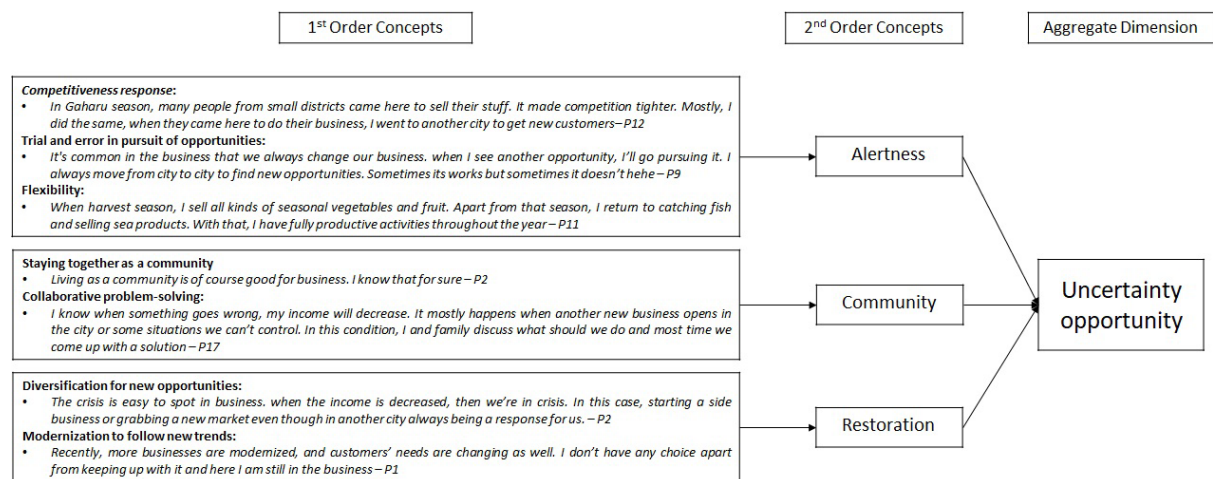 1st Order Concepts
2nd Order Concepts
Aggregate Dimension
Competitiveness response:
• In Gaharu season, many people from small districts came here to sell their stuff. It made competition tighter. Mostly, I
did the same, when they came here to do their business, I went to another city to get new customers–P12
Trial and error in pursuit of opportunities:
• It's common in the business that we always change our business. when I see another opportunity, I'll go pursuing it. I
always move from city to city to find new opportunities. Sometimes its works but sometimes it doesn't hehe – P9
Flexibility:
• When harvest season, I sell all kinds of seasonal vegetables and fruit. Apart from that season, I return to catching fish
and selling sea products. With that, I have fully productive activities throughout the year – P11
Alertness
Staying together as a community
• Living as a community is of course good for business. I know that for sure – P2
Collaborative problem-solving:
• I know when something goes wrong, my income will decrease. It mostly happens when another new business opens in
the city or some situations we can't control. In this condition, I and family discuss what should we do and most time we
come up with a solution – P17
Community
Uncertainty
opportunity
Diversification for new opportunities:
• The crisis is easy to spot in business. when the income is decreased, then we're in crisis. In this case, starting a side
business or grabbing a new market even though in another city always being a response for us. – P2
Modernization to follow new trends:
• Recently, more businesses are modernized, and customers' needs are changing as well. I don't have any choice apart
from keeping up with it and here I am still in the business – P1
Restoration